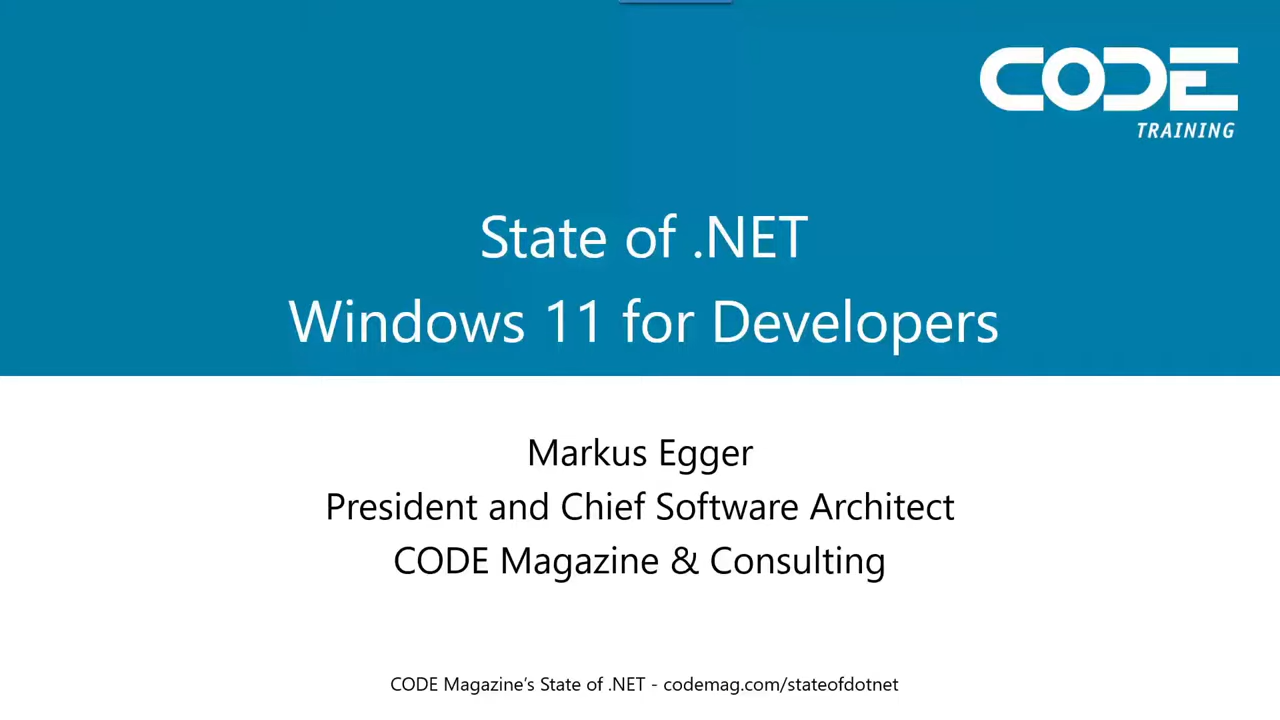 CODE
TRAINING
State of .NET
Windows 11 for Developers
Markus Egger
President and Chief Software Architect
CODE Magazine & Consulting
CODE Magazine's State of .NET - codemag.com/stateofdotnet